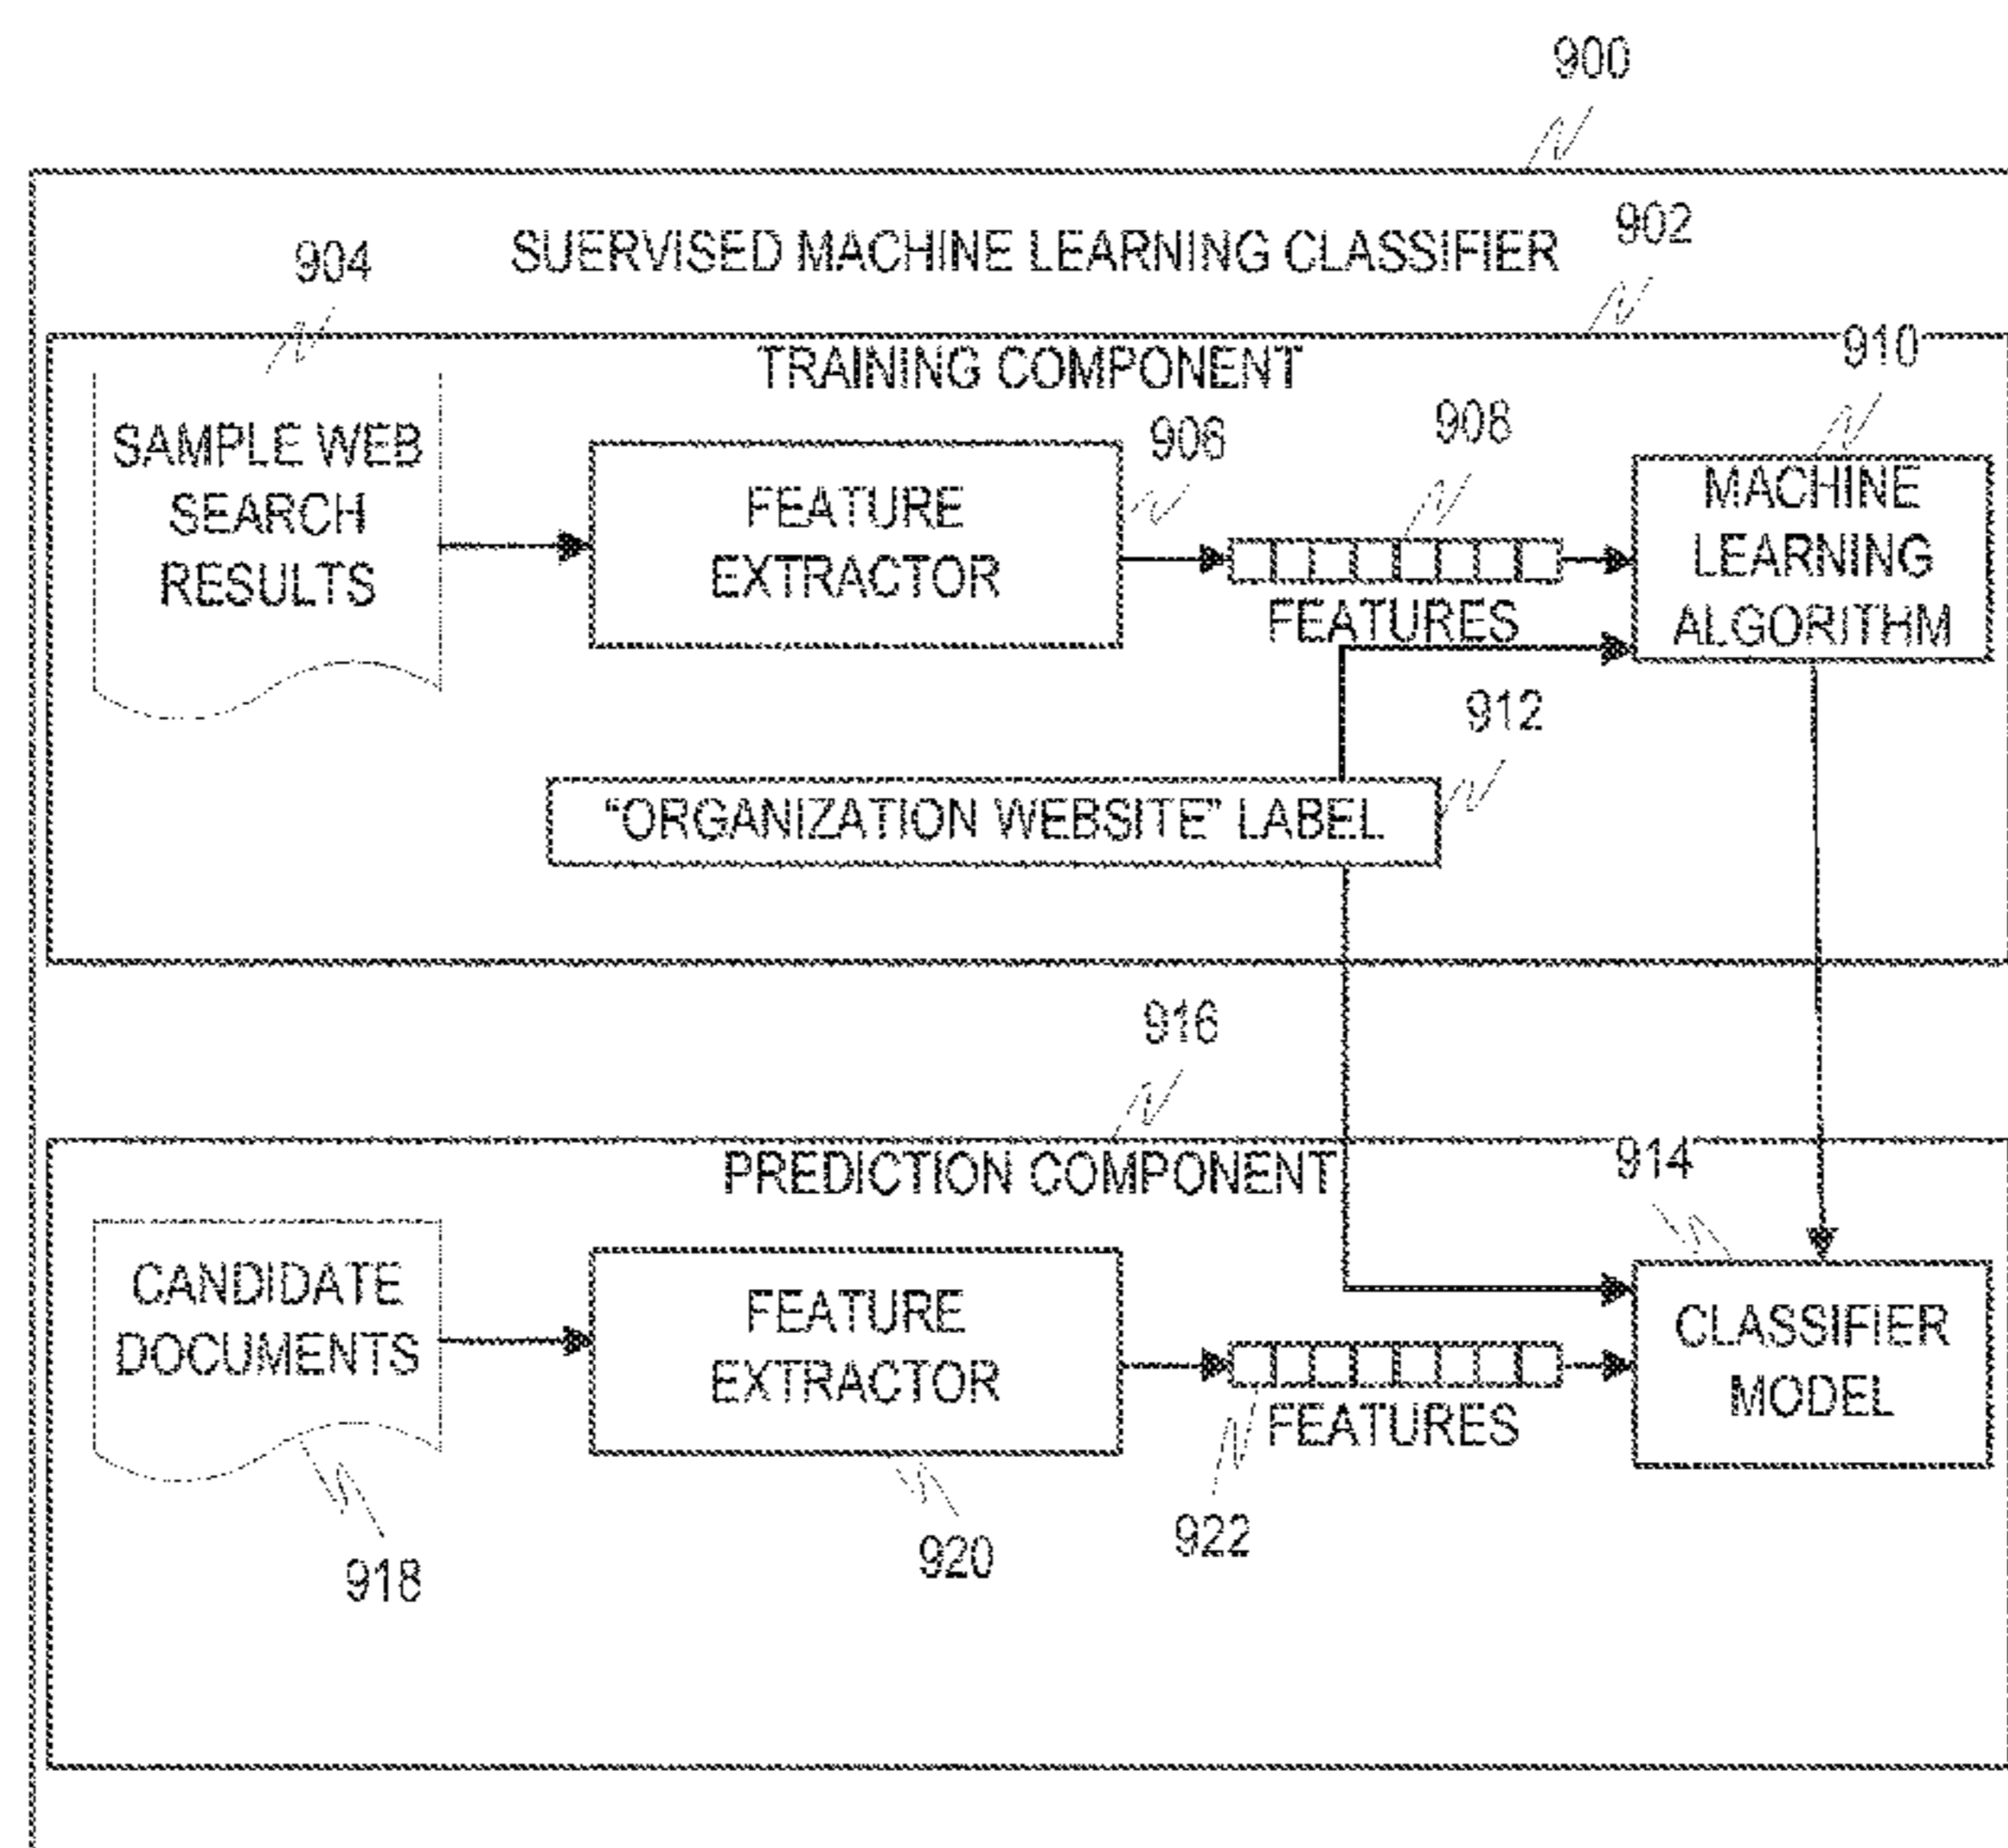 900
SUERVISED MACHINE LEARNING CLASSIFIER
902
904
TRAINING COMPONENT
910
SAMPLE WEB
SEARCH
RESULTS
FEATURE
EXTRACTOR
906
908
FEATURES
MACHINE
LEARNING
ALGORITHM
912
“ORGANIZATION WEBSITE” LABEL
916
PREDICTION COMPONENT
914
CANDIDATE
DOCUMENTS
FEATURE
EXTRACTOR
FEATURES
CLASSIFIER
MODEL
918
920
922